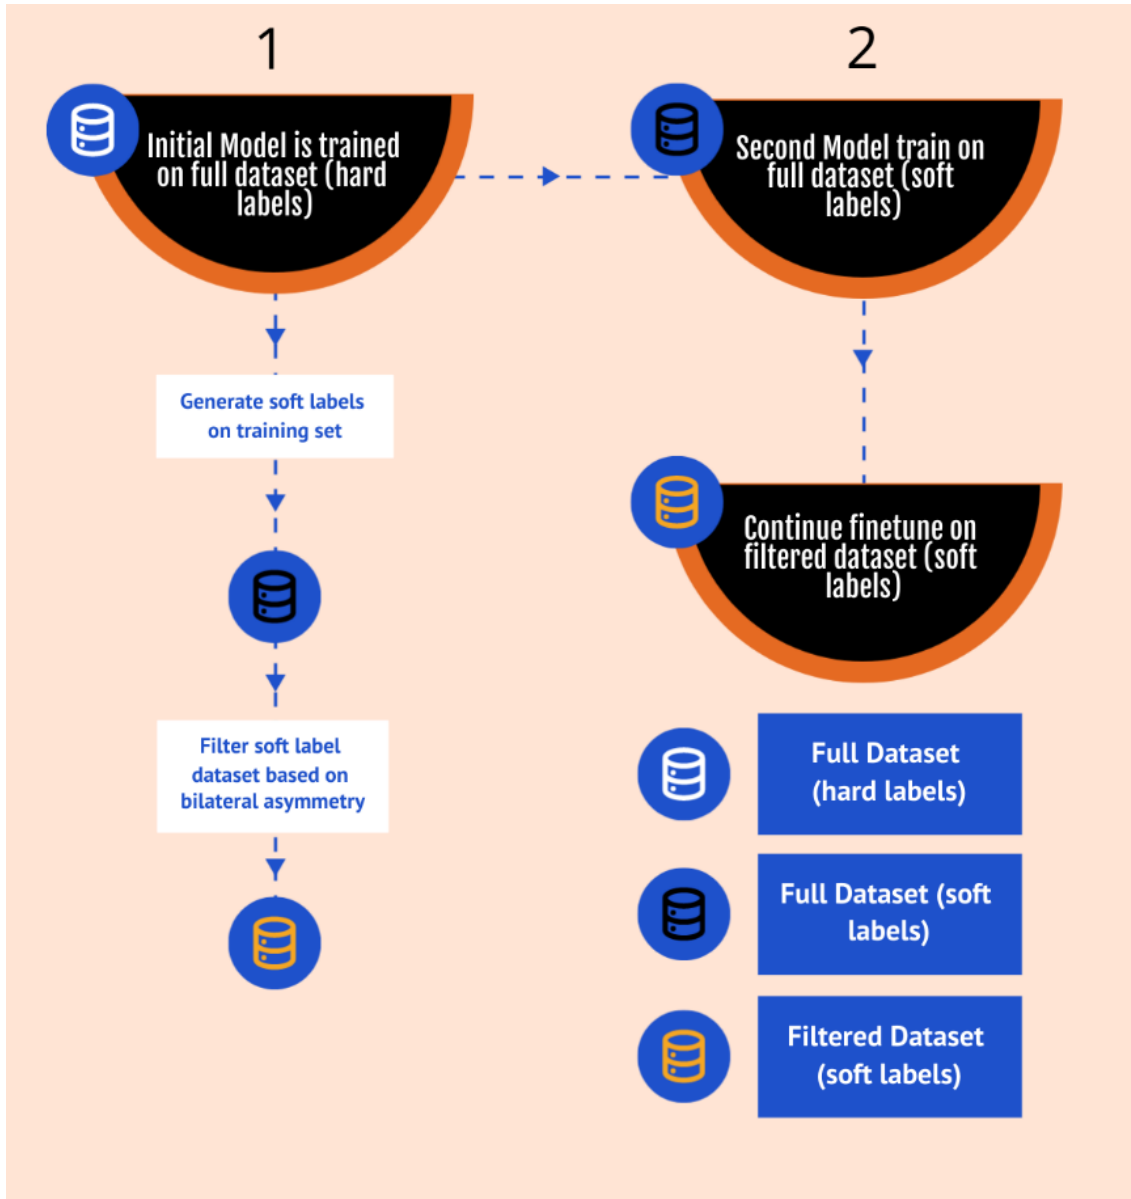 1
Initial Model is trained
on full dataset (hard
labels)
Generate soft labels
on training set
Filter soft label
dataset based on
bilateral asymmetry
2
Second Model train on
full dataset (soft
labels)
Continue finetune on
filtered dataset (soft
labels)
Full Dataset
(hard labels)
Full Dataset (soft
labels)
Filtered Dataset
(soft labels)